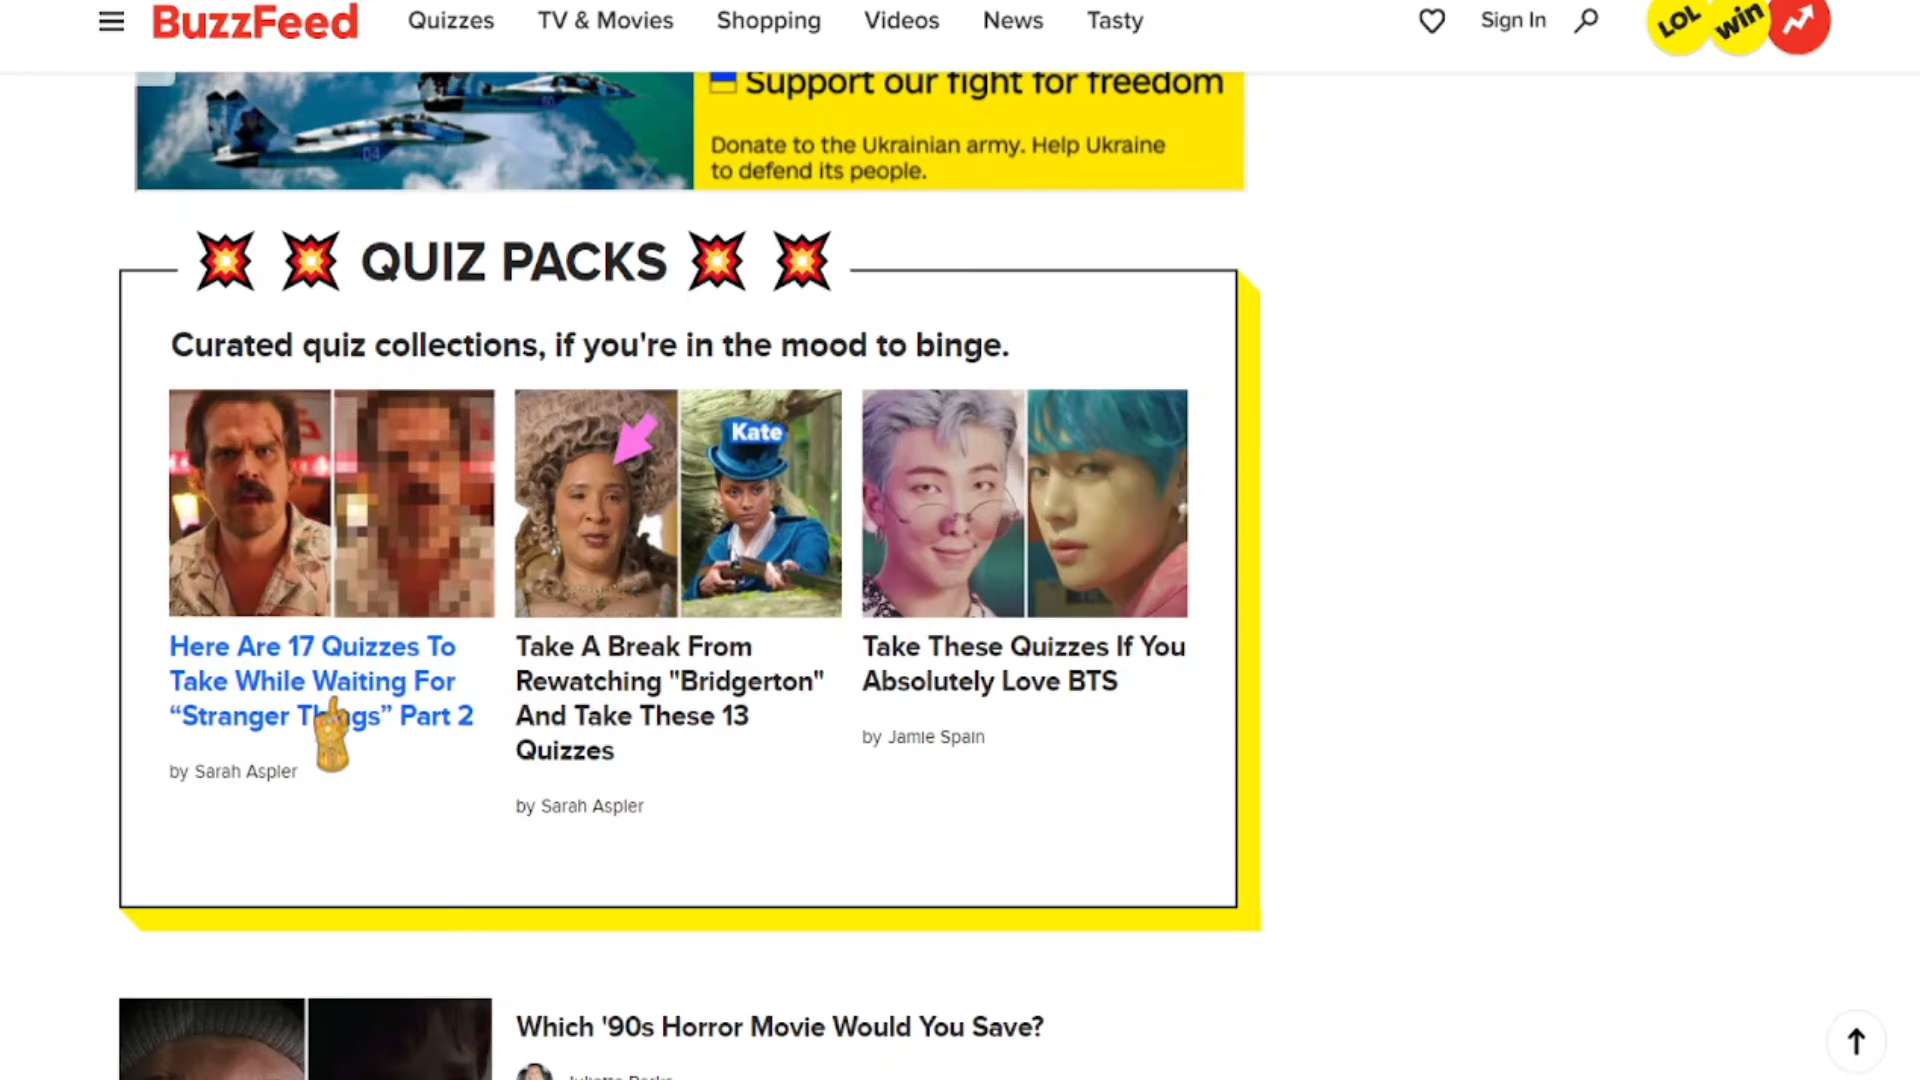 BuzzFeed Quizzes TV & Movies Shopping Videos News Tasty Sign In LOL win
Support our fight for freedom
Donate to the Ukrainian army. Help Ukraine
to defend its people.
QUIZ PACKS
Curated quiz collections, if you're in the mood to binge.
Kate
Here Are 17 Quizzes To
Take While Waiting For
“Stranger Things” Part 2
by Sarah Aspler
Take A Break From
Rewatching "Bridgerton"
And Take These 13
Quizzes
by Sarah Aspler
Take These Quizzes If You
Absolutely Love BTS
by Jamie Spain
Which '90s Horror Movie Would You Save?